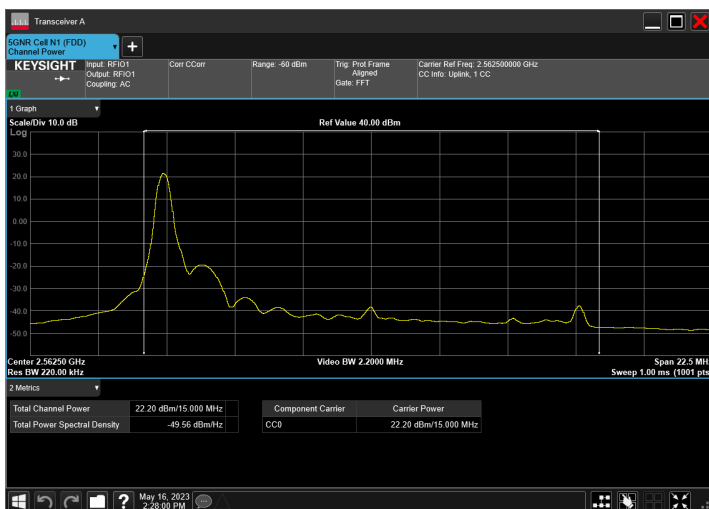 Transceiver A
5GNR Cell N1 (FDD)
Channel Power
KEYSIGHT
Input: RFIO1
Output: RFIO1
Coupling: AC
Corr CCorr
Range: -60 dBm
Trig: Prot Frame
Aligned
Gate: FFT
Carrier Ref Freq: 2.562500000 GHz
CC Info: Uplink, 1 CC
LXI
1 Graph
Scale/Div 10.0 dB
Ref Value 40.00 dBm
Log
30.0
20.0
10.0
0.00
-10.0
-20.0
-30.0
-40.0
-50.0
Center 2.56250 GHz
Video BW 2.2000 MHz
Span 22.5 MH
Res BW 220.00 kHz
Sweep 1.00 ms (1001 pts
2 Metrics
Total Channel Power 22.20 dBm/15.000 MHz
Total Power Spectral Density -49.56 dBm/Hz
Component Carrier Carrier Power
CC0 22.20 dBm/15.000 MHz
May 16, 2023
2:28:00 PM